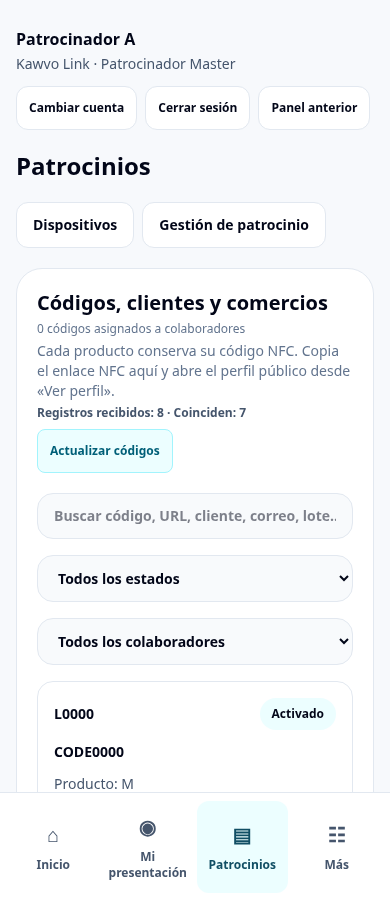 Patrocinador A
Kawvo Link · Patrocinador Master
Cambiar cuenta
Cerrar sesión
Panel anterior
Patrocinios
Dispositivos
Gestión de patrocinio
Códigos, clientes y comercios
0 códigos asignados a colaboradores
Cada producto conserva su código NFC. Copia
el enlace NFC aquí y abre el perfil público desde
«Ver perfil».
Registros recibidos: 8 · Coinciden: 7
Actualizar códigos
Buscar código, URL, cliente, correo, lote..
Todos los estados
Todos los colaboradores
L0000
Activado
CODE0000
Producto: M
Inicio
Mi
presentación
Patrocinios
Más